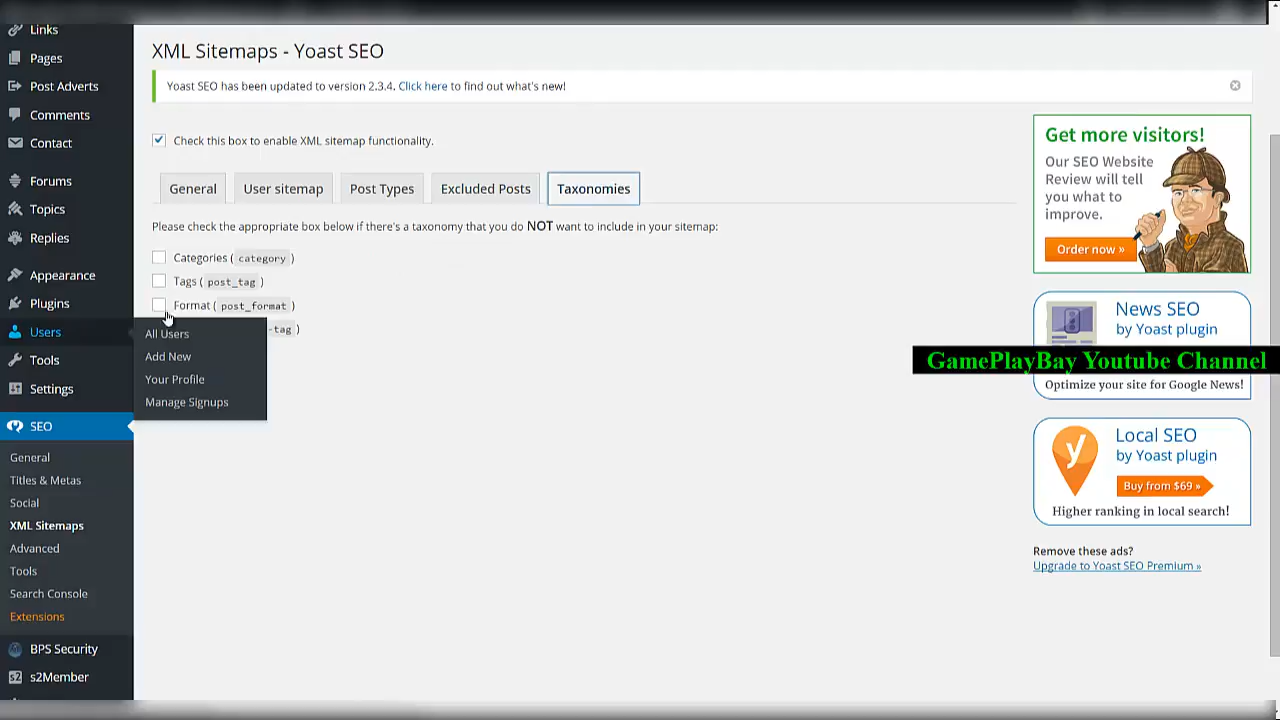 Links
Pages
Post Adverts
Comments
Contact
Forums
Topics
Replies
Appearance
Plugins
Users
Tools
Settings
SEO
General
Titles & Metas
Social
XML Sitemaps
Advanced
Tools
Search Console
Extensions
BPS Security
s2Member
All Users
Add New
Your Profile
Manage Signups
XML Sitemaps - Yoast SEO
Yoast SEO has been updated to version 2.3.4. Click here to find out what's new!
Check this box to enable XML sitemap functionality.
General User sitemap Post Types Excluded Posts Taxonomies
Please check the appropriate box below if there's a taxonomy that you do NOT want to include in your sitemap:
Categories ( category )
Tags ( post_tag )
Format ( post_format )
-tag )
Get more visitors!
Our SEO Website
Review will tell
you what to
improve.
Order now »
News SEO
by Yoast plugin
GamePlayBay Youtube Channel
Optimize your site for Google News!
Local SEO
by Yoast plugin
Buy from $69 »
Higher ranking in local search!
Remove these ads?
Upgrade to Yoast SEO Premium »